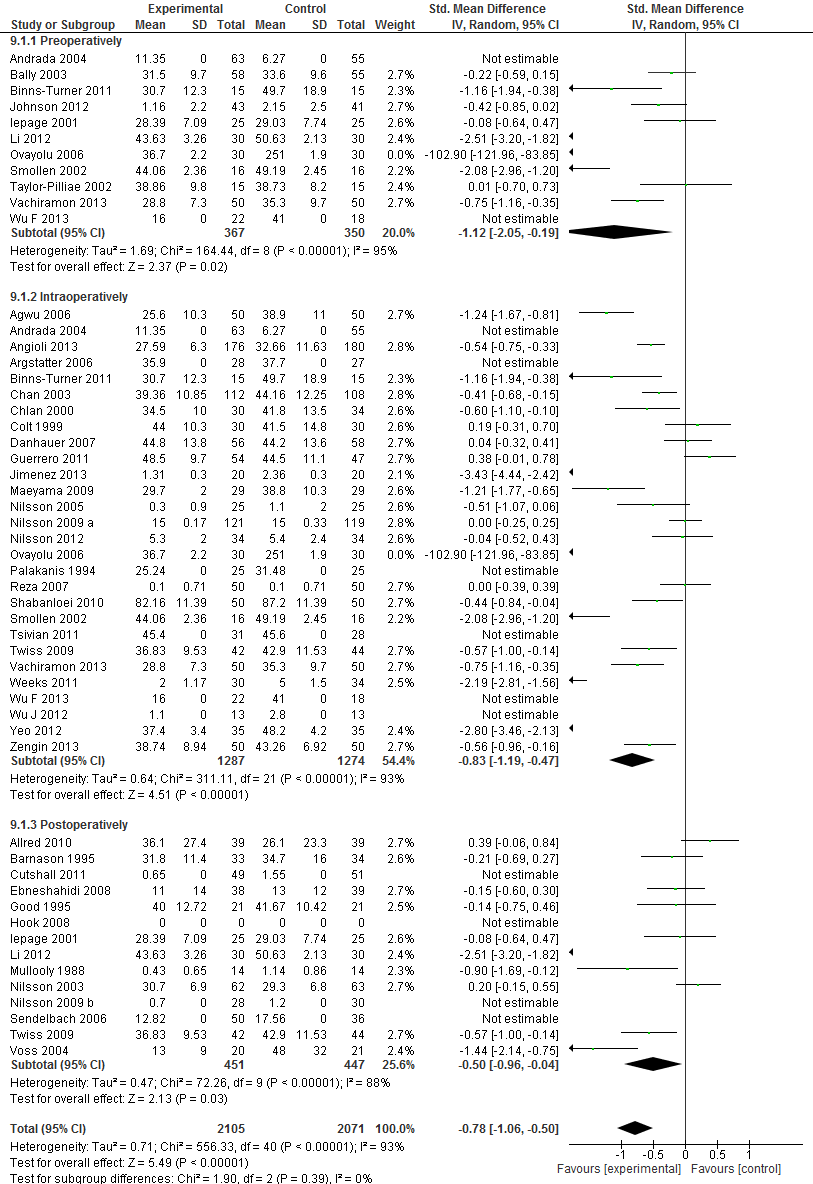 Experimental Control Std. Mean Difference Std. Mean Difference
Study or Subgroup Mean SD Total Mean SD Total Weight IV, Random, 95% CI IV, Random, 95% CI
9.1.1 Preoperatively
Andrada 2004 11.35 0 63 6.27 0 55 Not estimable
Bally 2003 31.5 9.7 58 33.6 9.6 55 2.7% -0.22 [-0.59, 0.15]
Binns-Turner 2011 30.7 12.3 15 49.7 18.9 15 2.3% -1.16 [-1.94, -0.38]
Johnson 2012 1.16 2.2 43 2.15 2.5 41 2.7% -0.42 [-0.85, 0.02]
lepage 2001 28.39 7.09 25 29.03 7.74 25 2.6% -0.08 [-0.64, 0.47]
Li 2012 43.63 3.26 30 50.63 2.13 30 2.4% -2.51 [-3.20, -1.82]
Ovayolu 2006 36.7 2.2 30 251 1.9 30 0.0% -102.90 [-121.96, -83.85]
Smollen 2002 44.06 2.36 16 49.19 2.45 16 2.2% -2.08 [-2.96, -1.20]
Taylor-Pilliae 2002 38.86 9.8 15 38.73 8.2 15 2.4% 0.01 [-0.70, 0.73]
Vachiramon 2013 28.8 7.3 50 35.3 9.7 50 2.7% -0.75 [-1.16, -0.35]
Wu F 2013 16 0 22 41 0 18 Not estimable
Subtotal (95% CI) 367 350 20.0% -1.12 [-2.05, -0.19]
Heterogeneity: Tau² = 1.69; Chi² = 164.44, df = 8 (P < 0.00001); I² = 95%
Test for overall effect: Z = 2.37 (P = 0.02)
9.1.2 Intraoperatively
Agwu 2006 25.6 10.3 50 38.9 11 50 2.7% -1.24 [-1.67, -0.81]
Andrada 2004 11.35 0 63 6.27 0 55 Not estimable
Angioli 2013 27.59 6.3 176 32.66 11.63 180 2.8% -0.54 [-0.75, -0.33]
Argstatter 2006 35.9 0 28 37.7 0 27 Not estimable
Binns-Turner 2011 30.7 12.3 15 49.7 18.9 15 2.3% -1.16 [-1.94, -0.38]
Chan 2003 39.36 10.85 112 44.16 12.25 108 2.8% -0.41 [-0.68, -0.15]
Chlan 2000 34.5 10 30 41.8 13.5 34 2.6% -0.60 [-1.10, -0.10]
Colt 1999 44 10.3 30 41.5 14.8 30 2.6% 0.19 [-0.31, 0.70]
Danhauer 2007 44.8 13.8 56 44.2 13.6 58 2.7% 0.04 [-0.32, 0.41]
Guerrero 2011 48.5 9.7 54 44.5 11.1 47 2.7% 0.38 [-0.01, 0.78]
Jimenez 2013 1.31 0.3 20 2.36 0.3 20 2.1% -3.43 [-4.44, -2.42]
Maeyama 2009 29.7 2 29 38.8 10.3 29 2.6% -1.21 [-1.77, -0.65]
Nilsson 2005 0.3 0.9 25 1.1 2 25 2.6% -0.51 [-1.07, 0.06]
Nilsson 2009 a 15 0.17 121 15 0.33 119 2.8% 0.00 [-0.25, 0.25]
Nilsson 2012 5.3 2 34 5.4 2.4 34 2.6% -0.04 [-0.52, 0.43]
Ovayolu 2006 36.7 2.2 30 251 1.9 30 0.0% -102.90 [-121.96, -83.85]
Palakanis 1994 25.24 0 25 31.48 0 25 Not estimable
Reza 2007 0.1 0.71 50 0.1 0.71 50 2.7% 0.00 [-0.39, 0.39]
Shabanloei 2010 82.16 11.39 50 87.2 11.39 50 2.7% -0.44 [-0.84, -0.04]
Smollen 2002 44.06 2.36 16 49.19 2.45 16 2.2% -2.08 [-2.96, -1.20]
Tsivian 2011 45.4 0 31 45.6 0 28 Not estimable
Twiss 2009 36.83 9.53 42 42.9 11.53 44 2.7% -0.57 [-1.00, -0.14]
Vachiramon 2013 28.8 7.3 50 35.3 9.7 50 2.7% -0.75 [-1.16, -0.35]
Weeks 2011 2 1.17 30 5 1.5 34 2.5% -2.19 [-2.81, -1.56]
Wu F 2013 16 0 22 41 0 18 Not estimable
Wu J 2012 1.1 0 13 2.8 0 13 Not estimable
Yeo 2012 37.4 3.4 35 48.2 4.2 35 2.4% -2.80 [-3.46, -2.13]
Zengin 2013 38.74 8.94 50 43.26 6.92 50 2.7% -0.56 [-0.96, -0.16]
Subtotal (95% CI) 1287 1274 54.4% -0.83 [-1.19, -0.47]
Heterogeneity: Tau² = 0.64; Chi² = 311.11, df = 21 (P < 0.00001); I² = 93%
Test for overall effect: Z = 4.51 (P < 0.00001)
9.1.3 Postoperatively
Allred 2010 36.1 27.4 39 26.1 23.3 39 2.7% 0.39 [-0.06, 0.84]
Barnason 1995 31.8 11.4 33 34.7 16 34 2.6% -0.21 [-0.69, 0.27]
Cutshall 2011 0.65 0 49 1.55 0 51 Not estimable
Ebneshahidi 2008 11 14 38 13 12 39 2.7% -0.15 [-0.60, 0.30]
Good 1995 40 12.72 21 41.67 10.42 21 2.5% -0.14 [-0.75, 0.46]
Hook 2008 0 0 0 0 0 0 Not estimable
lepage 2001 28.39 7.09 25 29.03 7.74 25 2.6% -0.08 [-0.64, 0.47]
Li 2012 43.63 3.26 30 50.63 2.13 30 2.4% -2.51 [-3.20, -1.82]
Mullooly 1988 0.43 0.65 14 1.14 0.86 14 2.3% -0.90 [-1.69, -0.12]
Nilsson 2003 30.7 6.9 62 29.3 6.8 63 2.7% 0.20 [-0.15, 0.55]
Nilsson 2009 b 0.7 0 28 1.2 0 30 Not estimable
Sendelbach 2006 12.82 0 50 17.56 0 36 Not estimable
Twiss 2009 36.83 9.53 42 42.9 11.53 44 2.7% -0.57 [-1.00, -0.14]
Voss 2004 13 9 20 48 32 21 2.4% -1.44 [-2.14, -0.75]
Subtotal (95% CI) 451 447 25.6% -0.50 [-0.96, -0.04]
Heterogeneity: Tau² = 0.47; Chi² = 72.26, df = 9 (P < 0.00001); I² = 88%
Test for overall effect: Z = 2.13 (P = 0.03)
Total (95% CI) 2105 2071 100.0% -0.78 [-1.06, -0.50]
Heterogeneity: Tau² = 0.71; Chi² = 556.33, df = 40 (P < 0.00001); I² = 93%
Test for overall effect: Z = 5.49 (P < 0.00001)
Test for subgroup differences: Chi² = 1.90, df = 2 (P = 0.39), I² = 0%
-1 -0.5 0 0.5 1
Favours [experimental] Favours [control]